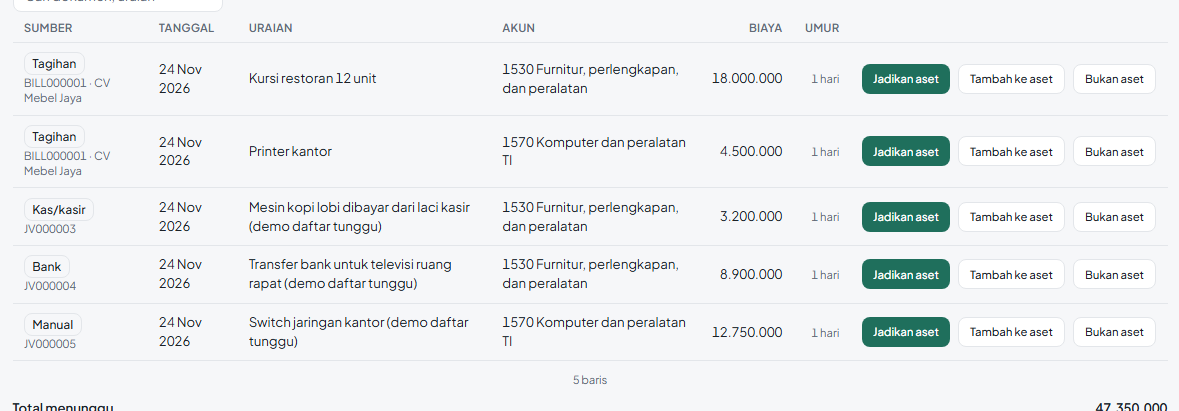 SUMBER TANGGAL URAIAN AKUN BIAYA UMUR
Tagihan
BILL000001 · CV
Mebel Jaya
24 Nov
2026
Kursi restoran 12 unit
1530 Furnitur, perlengkapan,
dan peralatan
18.000.000
1 hari
Jadikan aset
Tambah ke aset
Bukan aset
Tagihan
BILL000001 · CV
Mebel Jaya
24 Nov
2026
Printer kantor
1570 Komputer dan peralatan
TI
4.500.000
1 hari
Jadikan aset
Tambah ke aset
Bukan aset
Kas/kasir
JV000003
24 Nov
2026
Mesin kopi lobi dibayar dari laci kasir
(demo daftar tunggu)
1530 Furnitur, perlengkapan,
dan peralatan
3.200.000
1 hari
Jadikan aset
Tambah ke aset
Bukan aset
Bank
JV000004
24 Nov
2026
Transfer bank untuk televisi ruang
rapat (demo daftar tunggu)
1530 Furnitur, perlengkapan,
dan peralatan
8.900.000
1 hari
Jadikan aset
Tambah ke aset
Bukan aset
Manual
JV000005
24 Nov
2026
Switch jaringan kantor (demo daftar
tunggu)
1570 Komputer dan peralatan
TI
12.750.000
1 hari
Jadikan aset
Tambah ke aset
Bukan aset
5 baris
Total menunggu 47.350.000